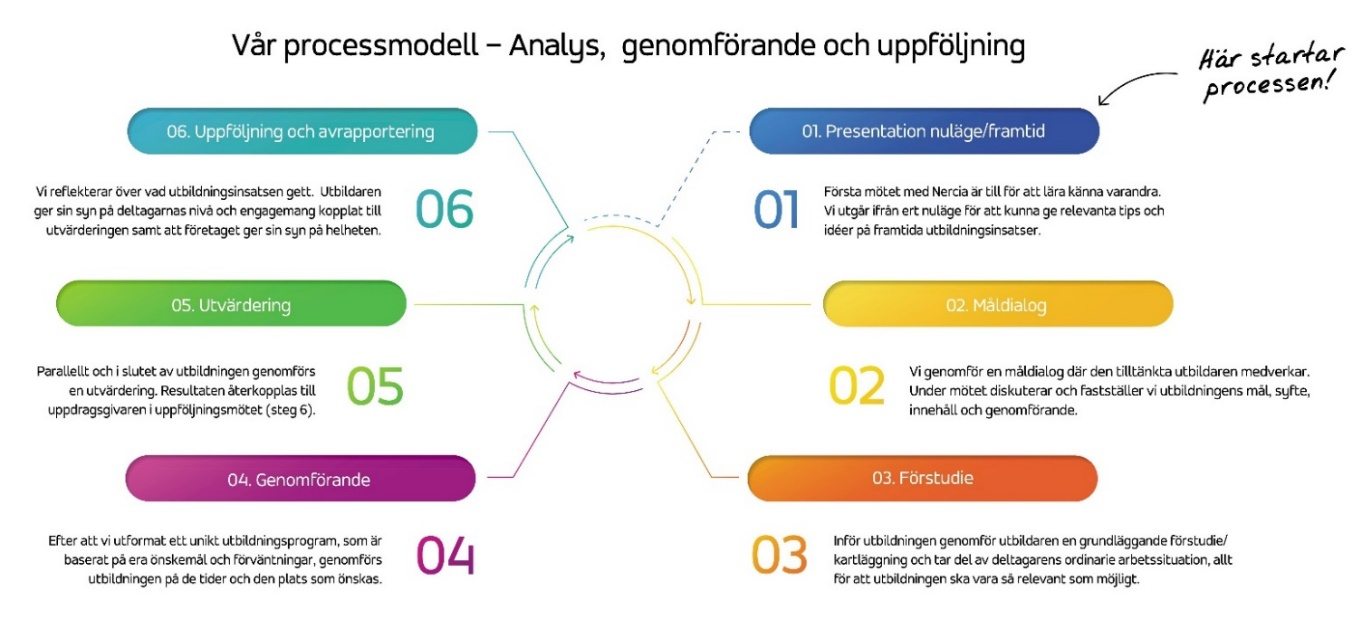 Vår processmodell – Analys, genomförande och uppföljning
Här startar
processen!
01. Presentation nuläge/framtid
01
Första mötet med Nercia är till för att lära känna varandra.
Vi utgår ifrån ert nuläge för att kunna ge relevanta tips och
idéer på framtida utbildningsinsatser.
02. Måldialog
02
Vi genomför en måldialog där den tilltänkta utbildaren medverkar.
Under mötet diskuterar och fastställer vi utbildningens mål, syfte,
innehåll och genomförande.
03. Förstudie
03
Inför utbildningen genomför utbildaren en grundläggande förstudie/
kartläggning och tar del av deltagarens ordinarie arbetssituation, allt
för att utbildningen ska vara så relevant som möjligt.
04. Genomförande
Efter att vi utformat ett unikt utbildningsprogram, som är
baserat på era önskemål och förväntningar, genomförs
utbildningen på de tider och den plats som önskas.
04
05. Utvärdering
Parallellt och i slutet av utbildningen genomförs
en utvärdering. Resultaten återkopplas till
uppdragsgivaren i uppföljningsmötet (steg 6).
05
06. Uppföljning och avrapportering
Vi reflekterar över vad utbildningsinsatsen gett. Utbildaren
ger sin syn på deltagarnas nivå och engagemang kopplat till
utvärderingen samt att företaget ger sin syn på helheten.
06